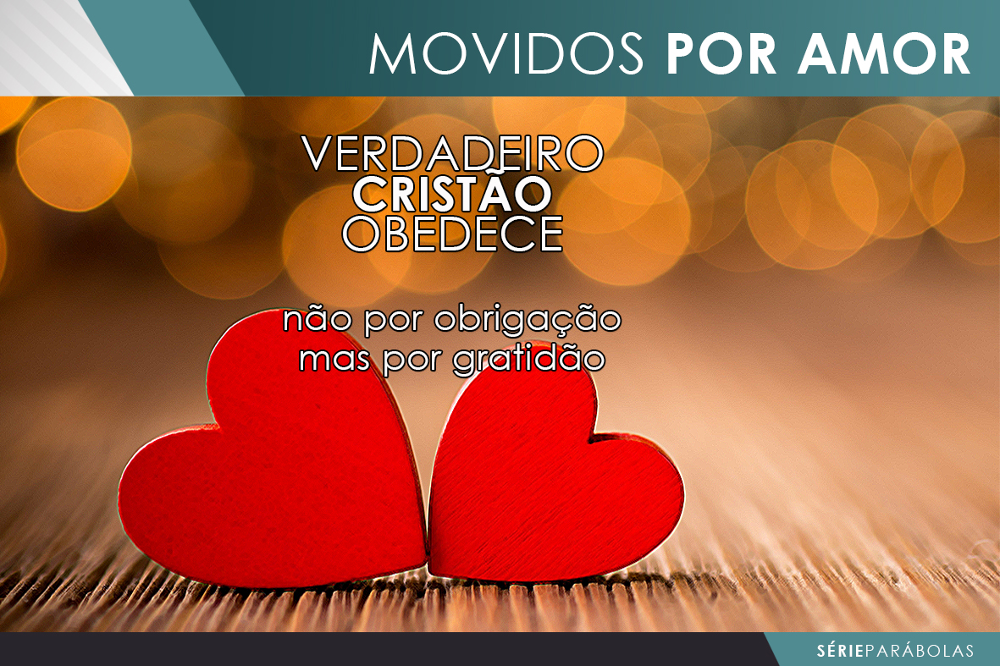 MOVIDOS POR AMOR
VERDADEIRO
CRISTÃO
OBEDECE
não por obrigação
mas por gratidão
SÉRIEPARÁBOLAS